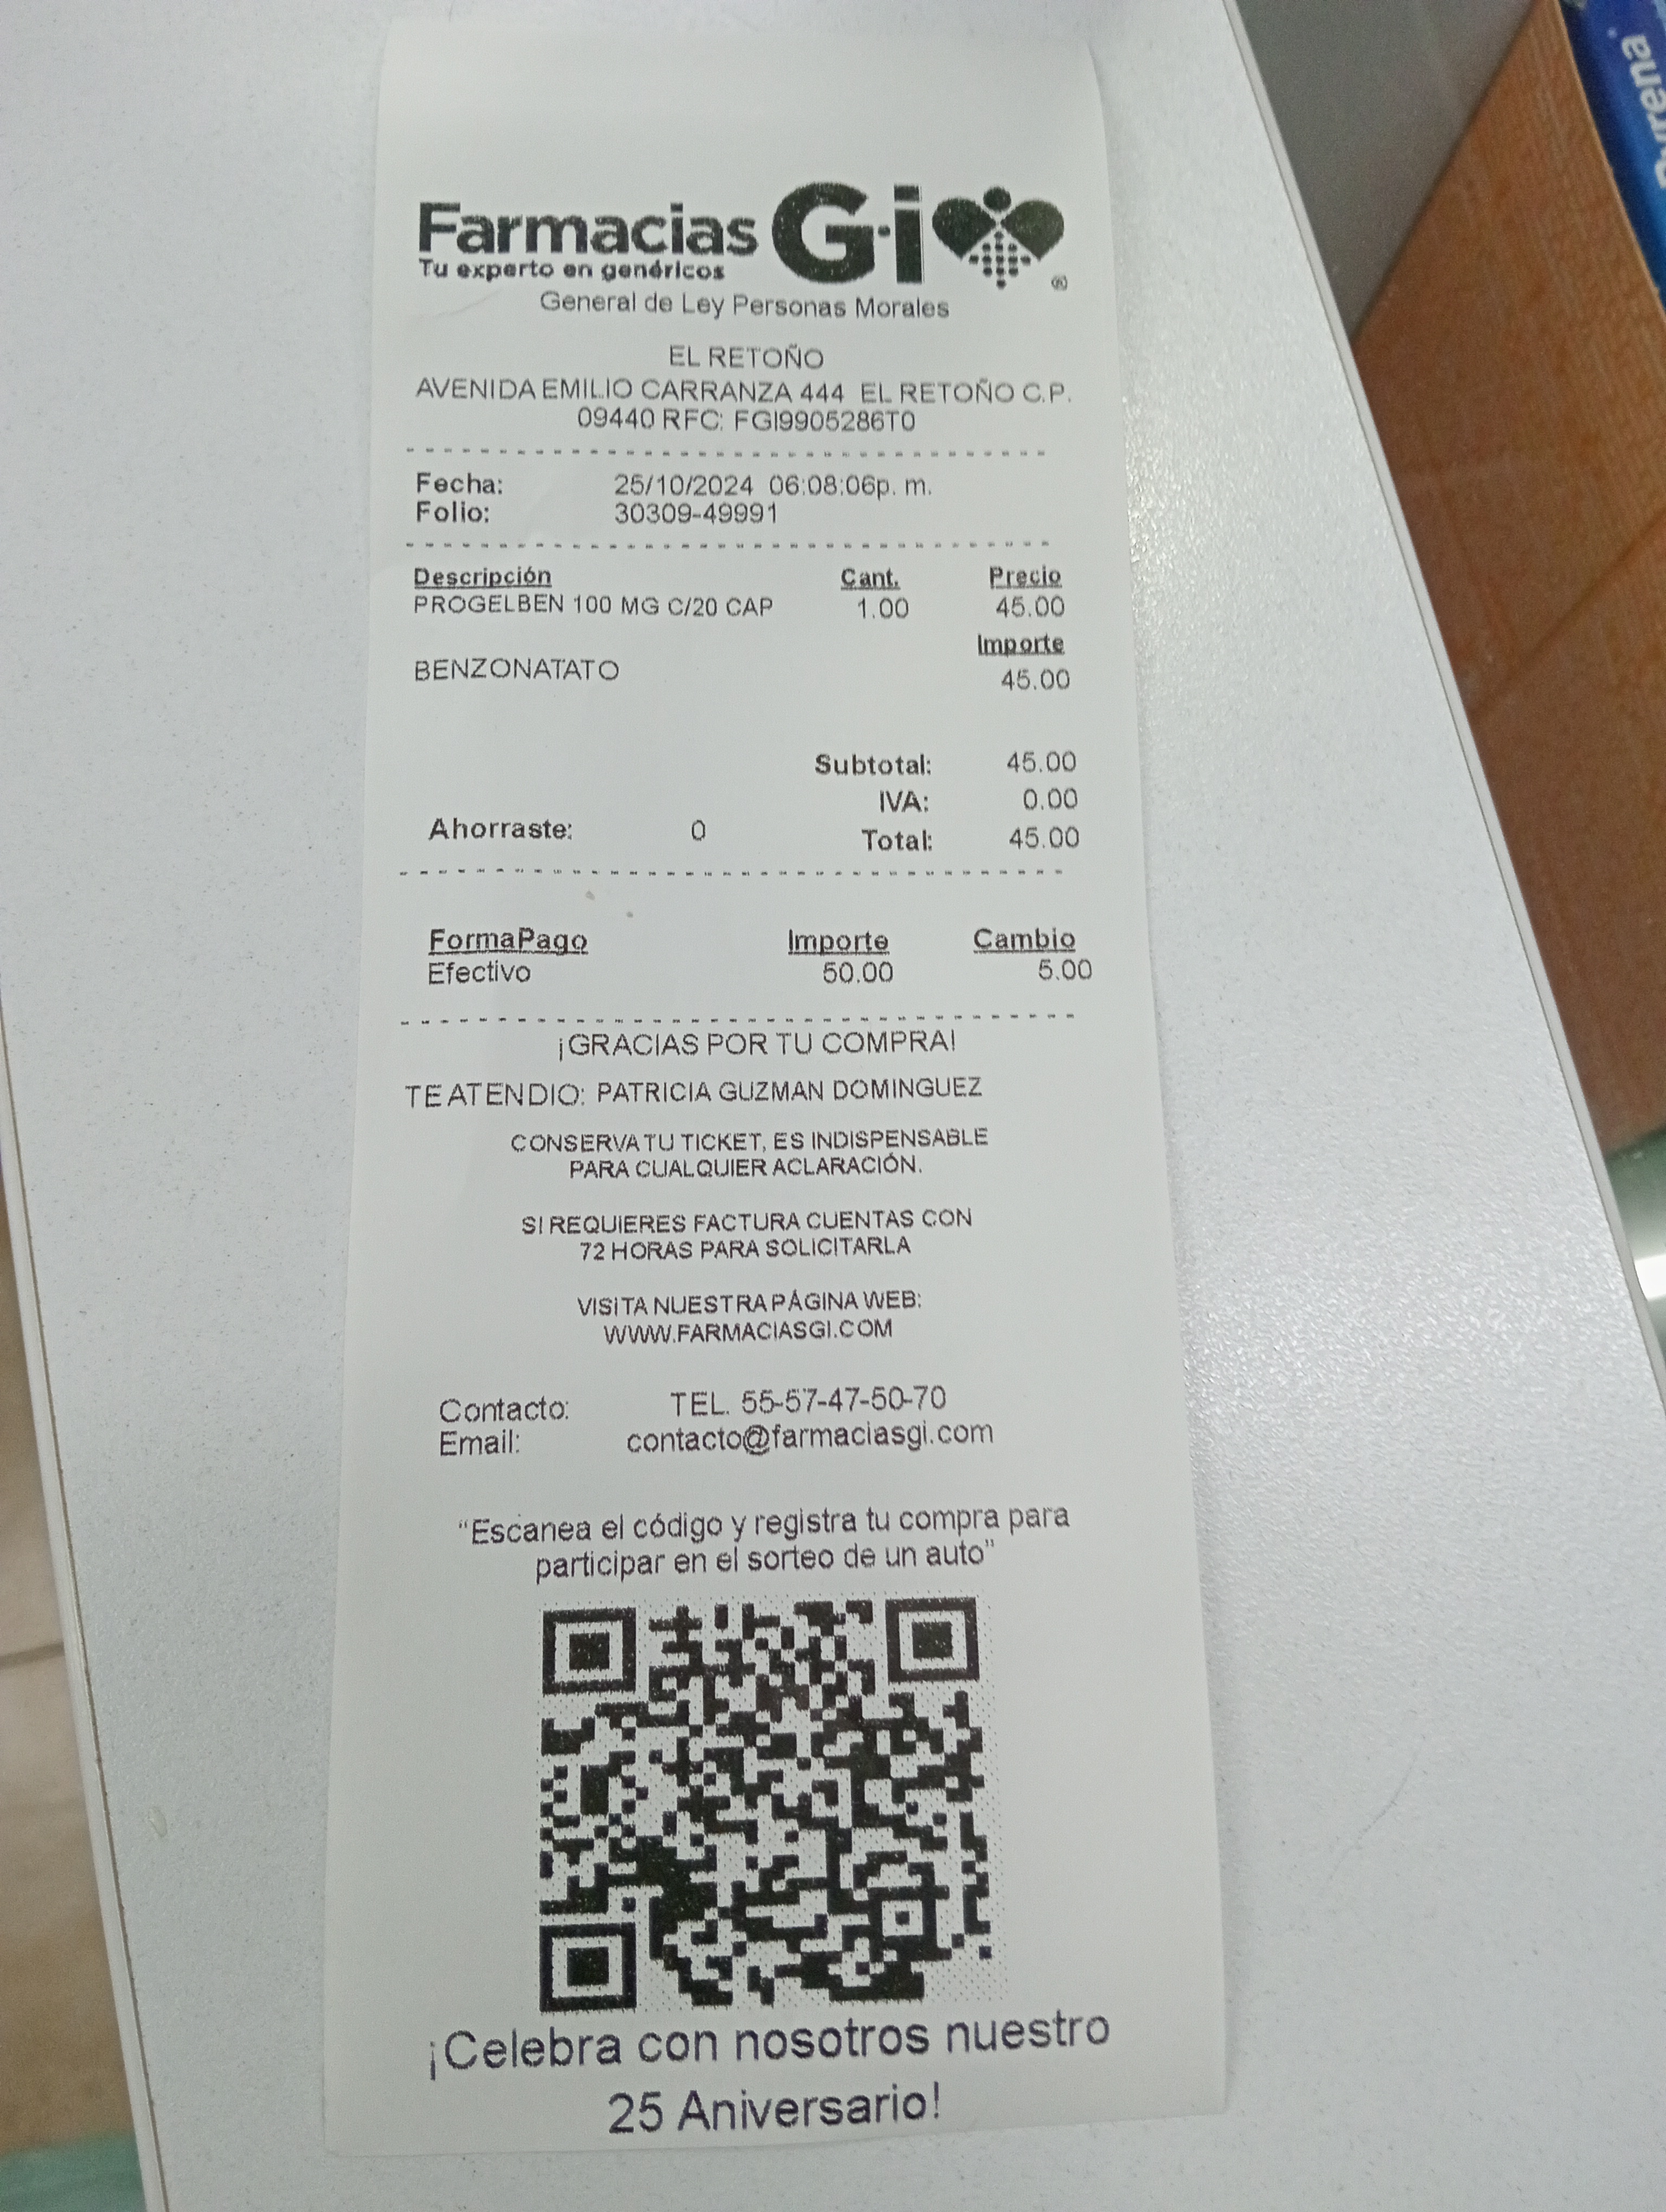 Farmacias G·i
Tu experto en genéricos
General de Ley Personas Morales
EL RETOÑO
AVENIDA EMILIO CARRANZA 444 EL RETOÑO C.P.
09440 RFC: FGI9905286T0
Fecha: 25/10/2024 06:08:06p. m.
Folio: 30309-49991
Descripción Cant. Precio
PROGELBEN 100 MG C/20 CAP 1.00 45.00
Importe
BENZONATATO 45.00
Subtotal: 45.00
IVA: 0.00
Ahorraste: 0 Total: 45.00
FormaPago Importe Cambio
Efectivo 50.00 5.00
¡GRACIAS POR TU COMPRA!
TE ATENDIO: PATRICIA GUZMAN DOMINGUEZ
CONSERVA TU TICKET, ES INDISPENSABLE
PARA CUALQUIER ACLARACIÓN.
SI REQUIERES FACTURA CUENTAS CON
72 HORAS PARA SOLICITARLA
VISITA NUESTRA PÁGINA WEB:
WWW.FARMACIASGI.COM
Contacto: TEL. 55-57-47-50-70
Email: contacto@farmaciasgi.com
“Escanea el código y registra tu compra para
participar en el sorteo de un auto”
¡Celebra con nosotros nuestro
25 Aniversario!